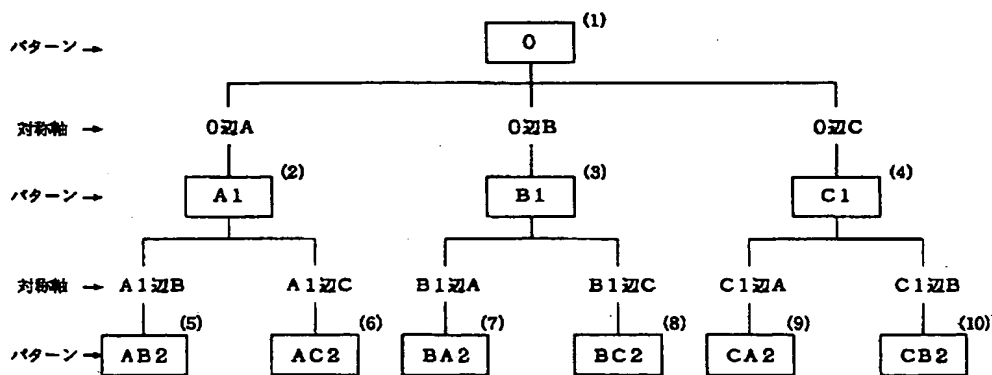 (1)
パターン → 0
対称軸 → 0辺A 0辺B 0辺C
(2) (3) (4)
パターン → A1 B1 C1
対称軸 → A1辺B A1辺C B1辺A B1辺C C1辺A C1辺B
(5) (6) (7) (8) (9) (10)
パターン → AB2 AC2 BA2 BC2 CA2 CB2